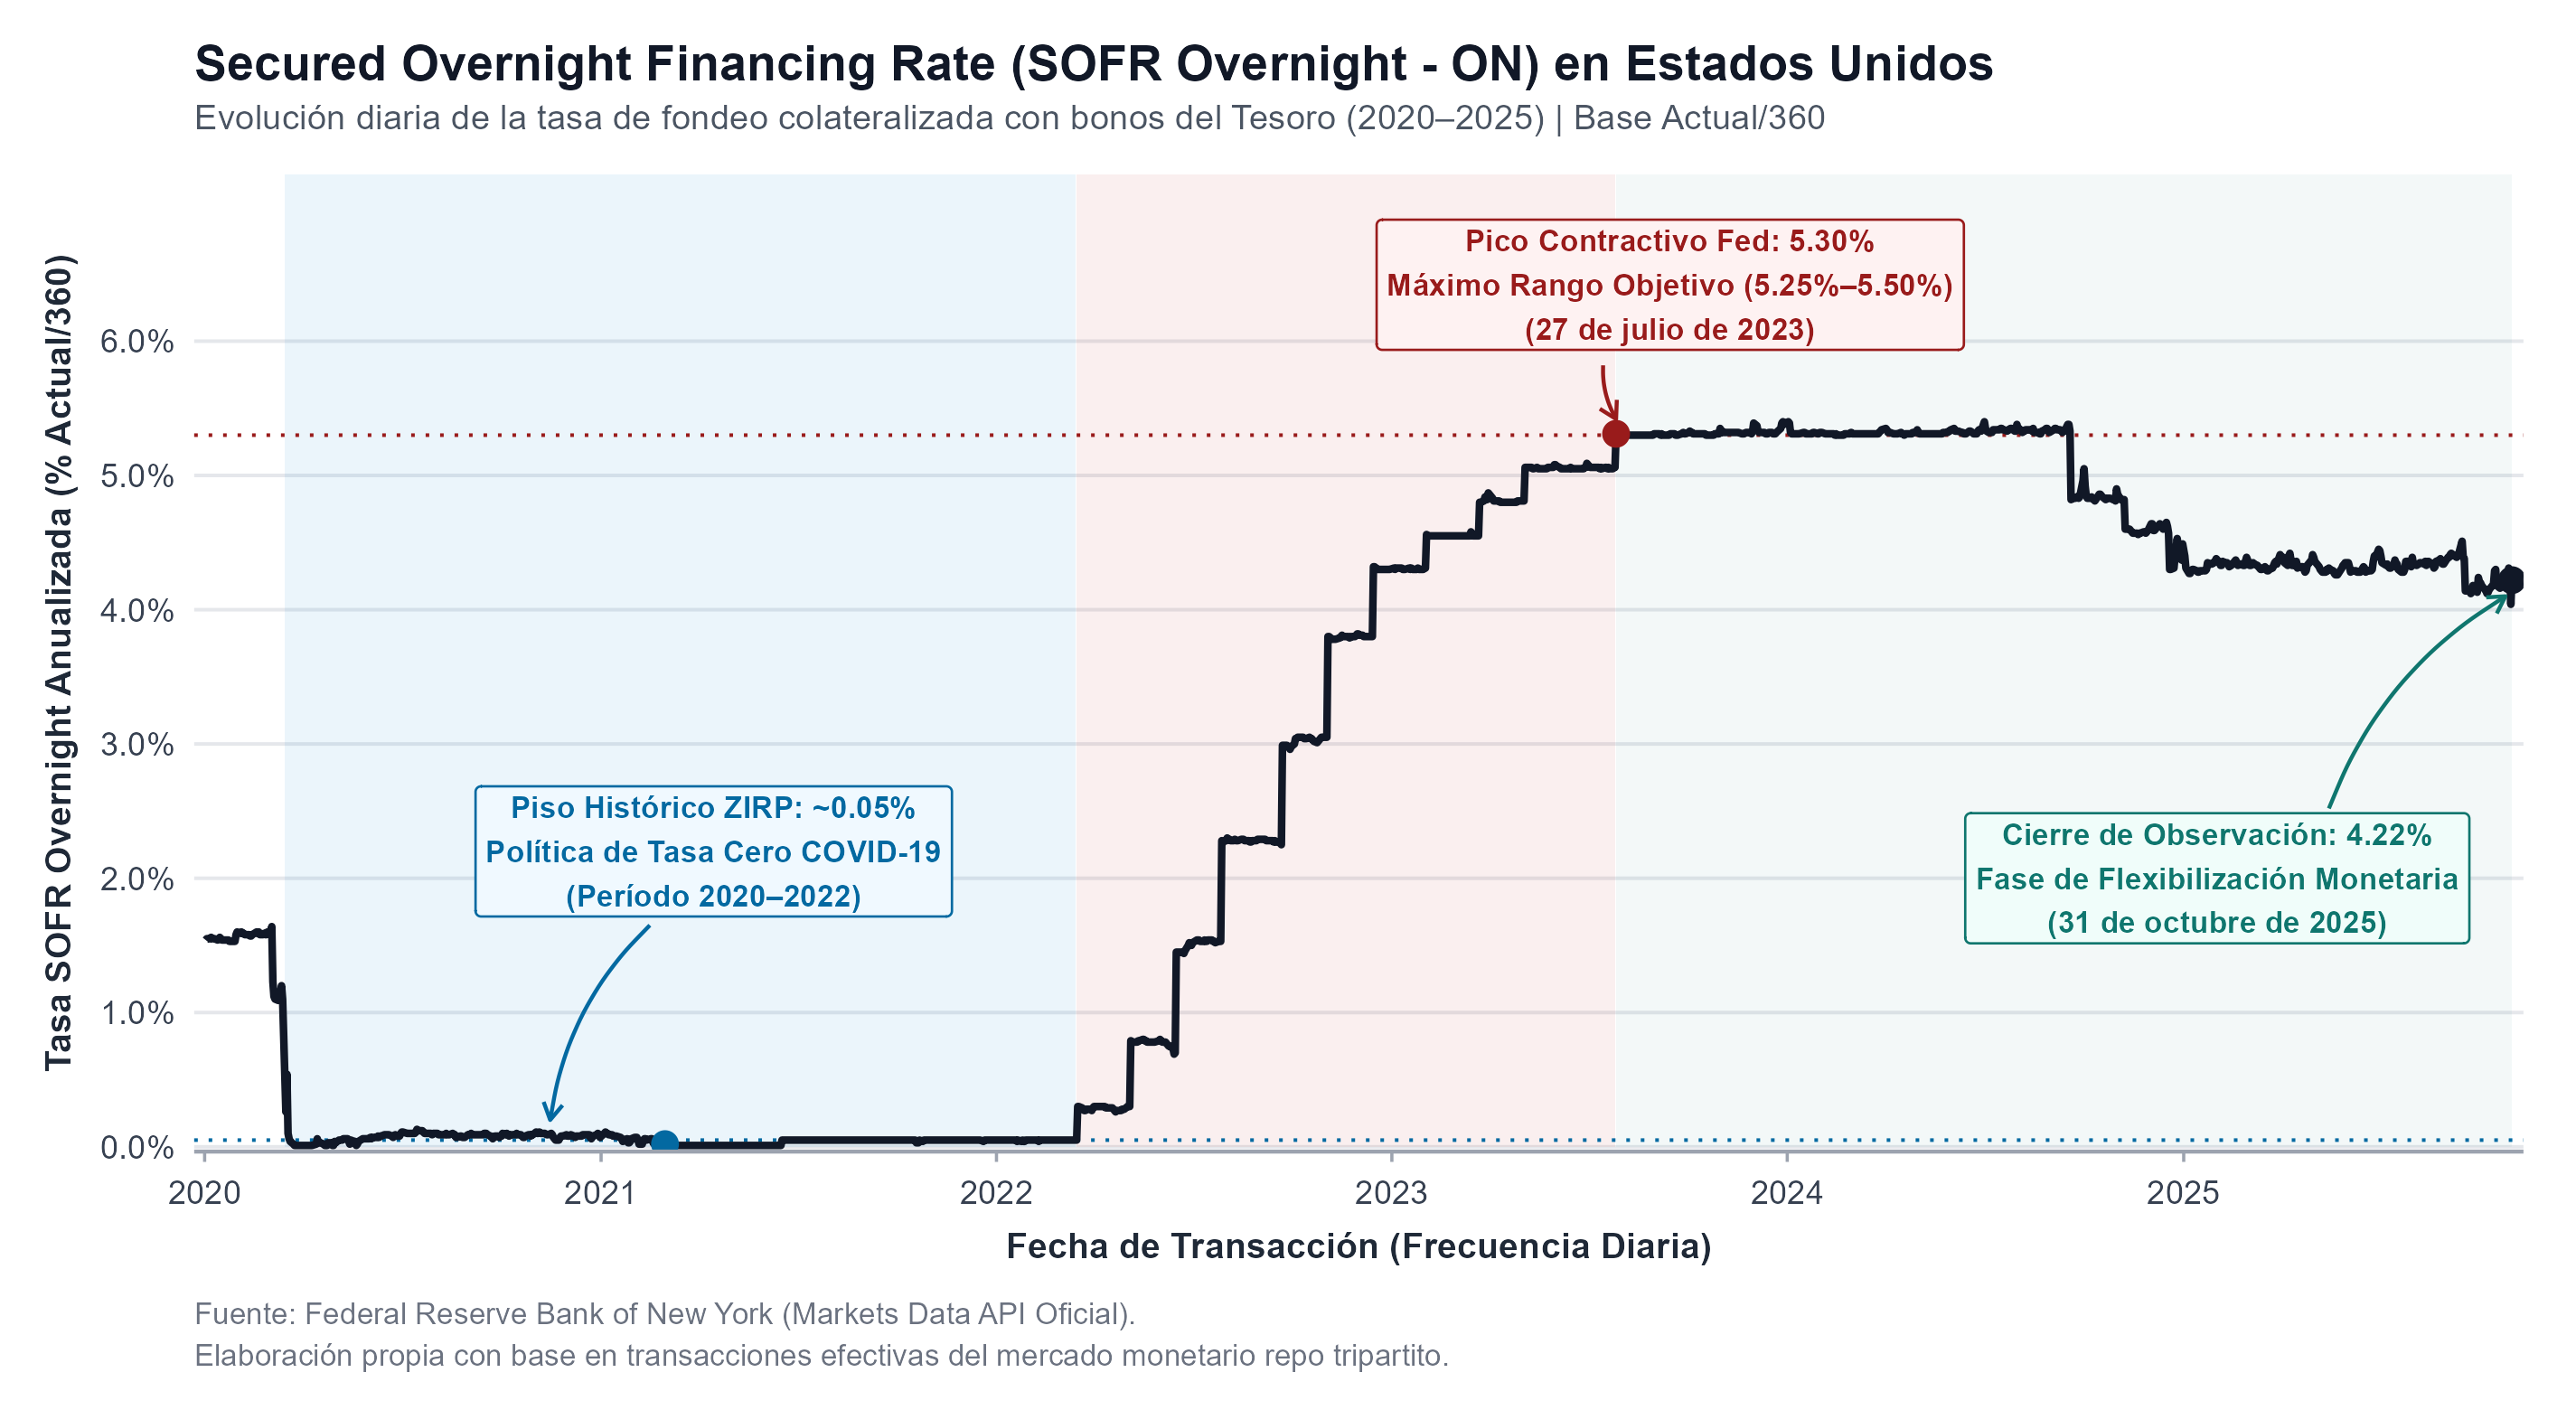 Secured Overnight Financing Rate (SOFR Overnight - ON) en Estados Unidos
Evolución diaria de la tasa de fondeo colateralizada con bonos del Tesoro (2020–2025) | Base Actual/360
Tasa SOFR Overnight Anualizada (% Actual/360)
6.0%
5.0%
4.0%
3.0%
2.0%
1.0%
0.0%
Pico Contractivo Fed: 5.30%
Máximo Rango Objetivo (5.25%–5.50%)
(27 de julio de 2023)
Piso Histórico ZIRP: ~0.05%
Política de Tasa Cero COVID-19
(Período 2020–2022)
Cierre de Observación: 4.22%
Fase de Flexibilización Monetaria
(31 de octubre de 2025)
2020
2021
2022
2023
2024
2025
Fecha de Transacción (Frecuencia Diaria)
Fuente: Federal Reserve Bank of New York (Markets Data API Oficial).
Elaboración propia con base en transacciones efectivas del mercado monetario repo tripartito.